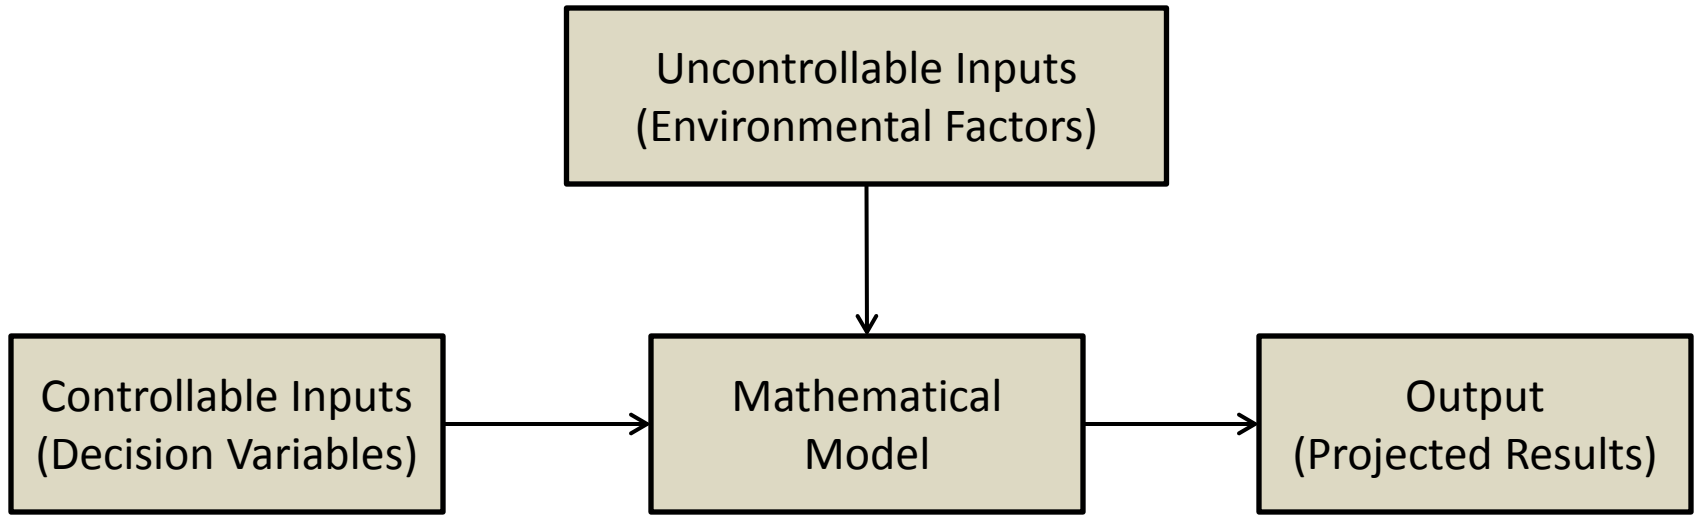 Uncontrollable Inputs
(Environmental Factors)
Controllable Inputs
(Decision Variables)
Mathematical
Model
Output
(Projected Results)